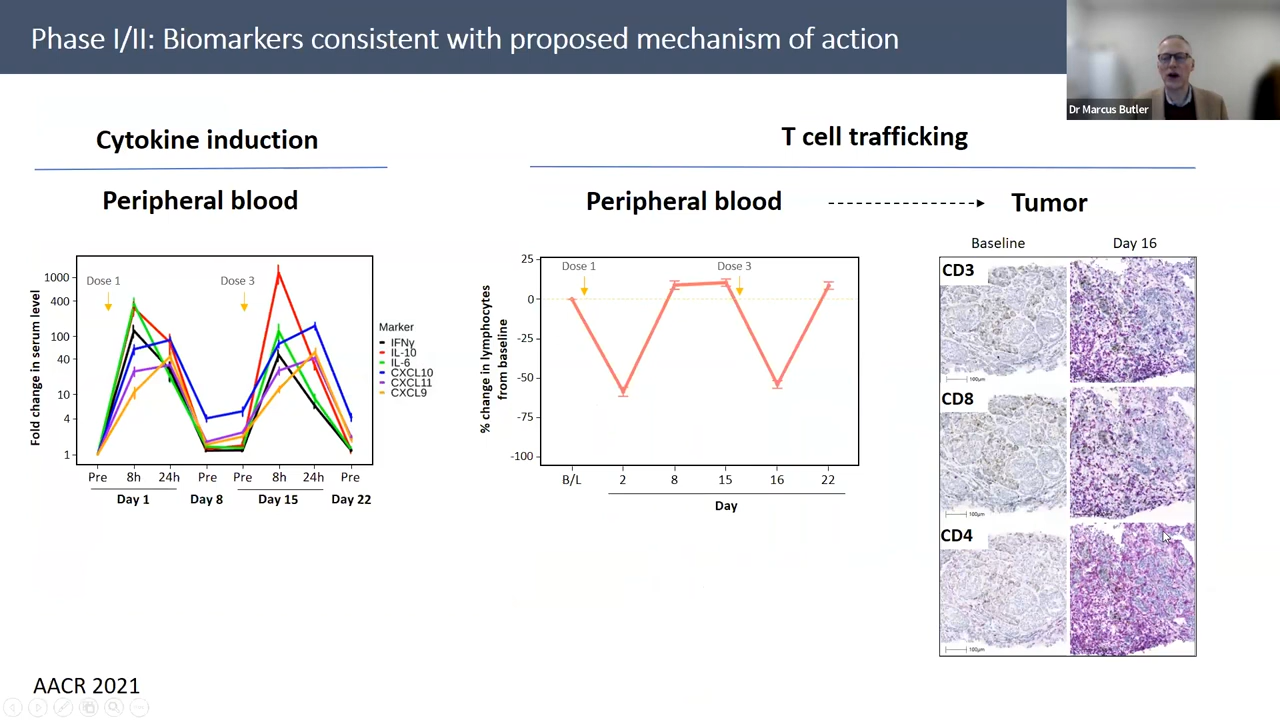 Phase I/II: Biomarkers consistent with proposed mechanism of action
Dr Marcus Butler
Cytokine induction
Peripheral blood
Fold change in serum level
1000
400
100
40
10
4
1
Dose 1
Dose 3
Pre 8h 24h Pre Pre 8h 24h Pre
Day 1 Day 8 Day 15 Day 22
Marker
IFNγ
IL-10
IL-6
CXCL10
CXCL11
CXCL9
T cell trafficking
Peripheral blood
Tumor
% change in lymphocytes
from baseline
25
0
-25
-50
-75
-100
Dose 1
Dose 3
B/L 2 8 15 16 22
Day
Baseline Day 16
CD3
100μm
CD8
100μm
CD4
100μm
AACR 2021